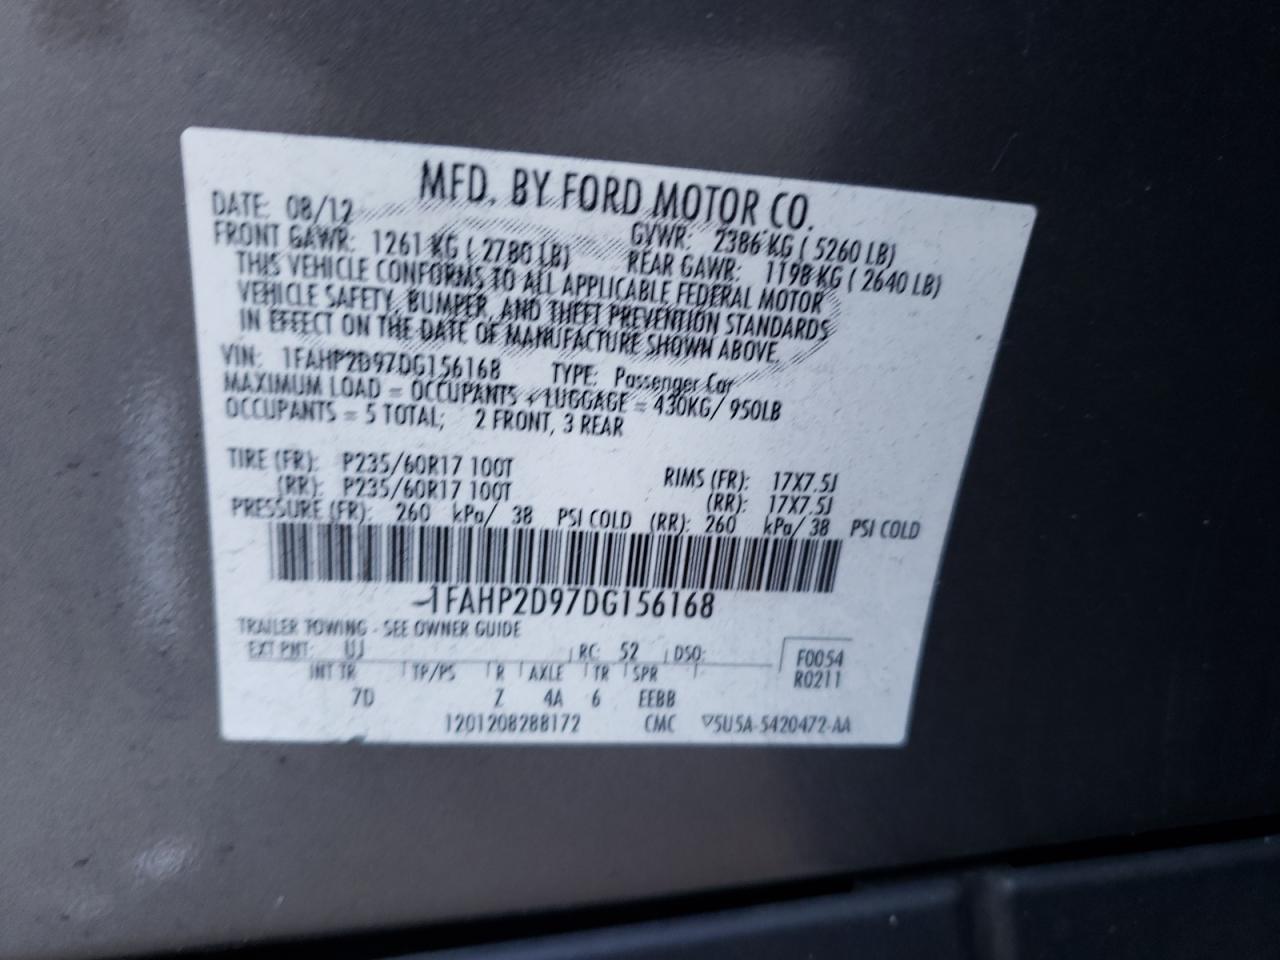 MFD. BY FORD MOTOR CO.
DATE: 08/12 GVWR: 2386 KG ( 5260 LB)
FRONT GAWR: 1261 KG ( 2780 LB) REAR GAWR: 1198 KG ( 2640 LB)
THIS VEHICLE CONFORMS TO ALL APPLICABLE FEDERAL MOTOR
VEHICLE SAFETY, BUMPER, AND THEFT PREVENTION STANDARDS
IN EFFECT ON THE DATE OF MANUFACTURE SHOWN ABOVE.
VIN: 1FAHP2D97DG156168 TYPE: Passenger Car
MAXIMUM LOAD = OCCUPANTS + LUGGAGE = 430KG/ 950LB
OCCUPANTS = 5 TOTAL; 2 FRONT, 3 REAR
TIRE (FR): P235/60R17 100T RIMS (FR): 17X7.5J
(RR): P235/60R17 100T (RR): 17X7.5J
PRESSURE (FR): 260 kPa/ 38 PSI COLD (RR): 260 kPa/ 38 PSI COLD
1FAHP2D97DG156168
TRAILER TOWING - SEE OWNER GUIDE
EXT PNT: UJ RC: 52 DSO: F0054
INT TR TP/PS R AXLE TR SPR R0211
7D Z 4A 6 EEBB
1201208288172 CMC 5U5A-5420472-AA